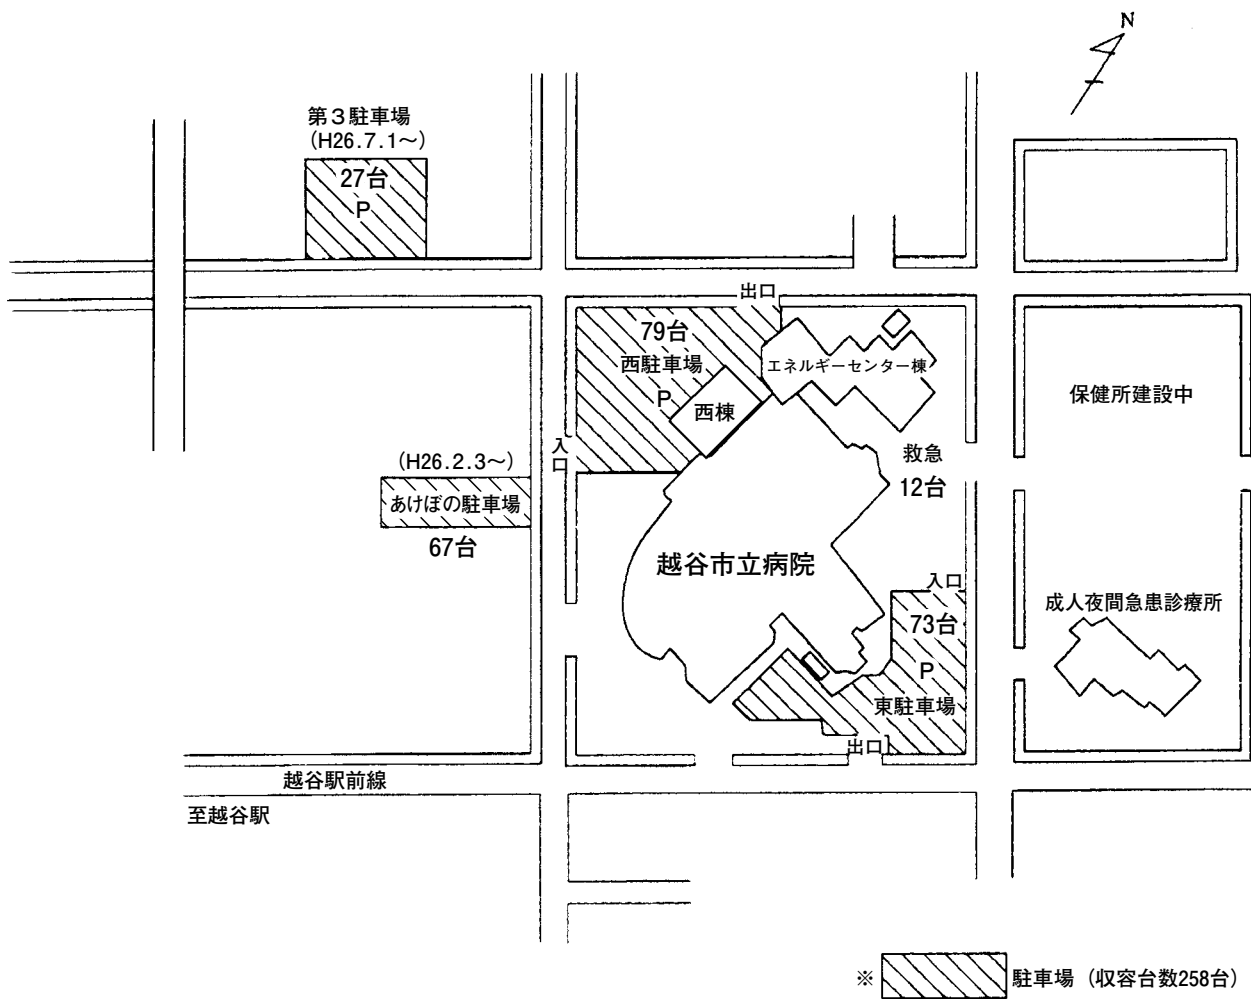 N
第3駐車場
(H26.7.1～)
27台
P
出口
79台
西駐車場
P
西棟
エネルギーセンター棟
保健所建設中
入口
救急
12台
(H26.2.3～)
あけぼの駐車場
67台
越谷市立病院
入口
73台
P
東駐車場
出口
成人夜間急患診療所
越谷駅前線
至越谷駅
※ 駐車場（収容台数258台）